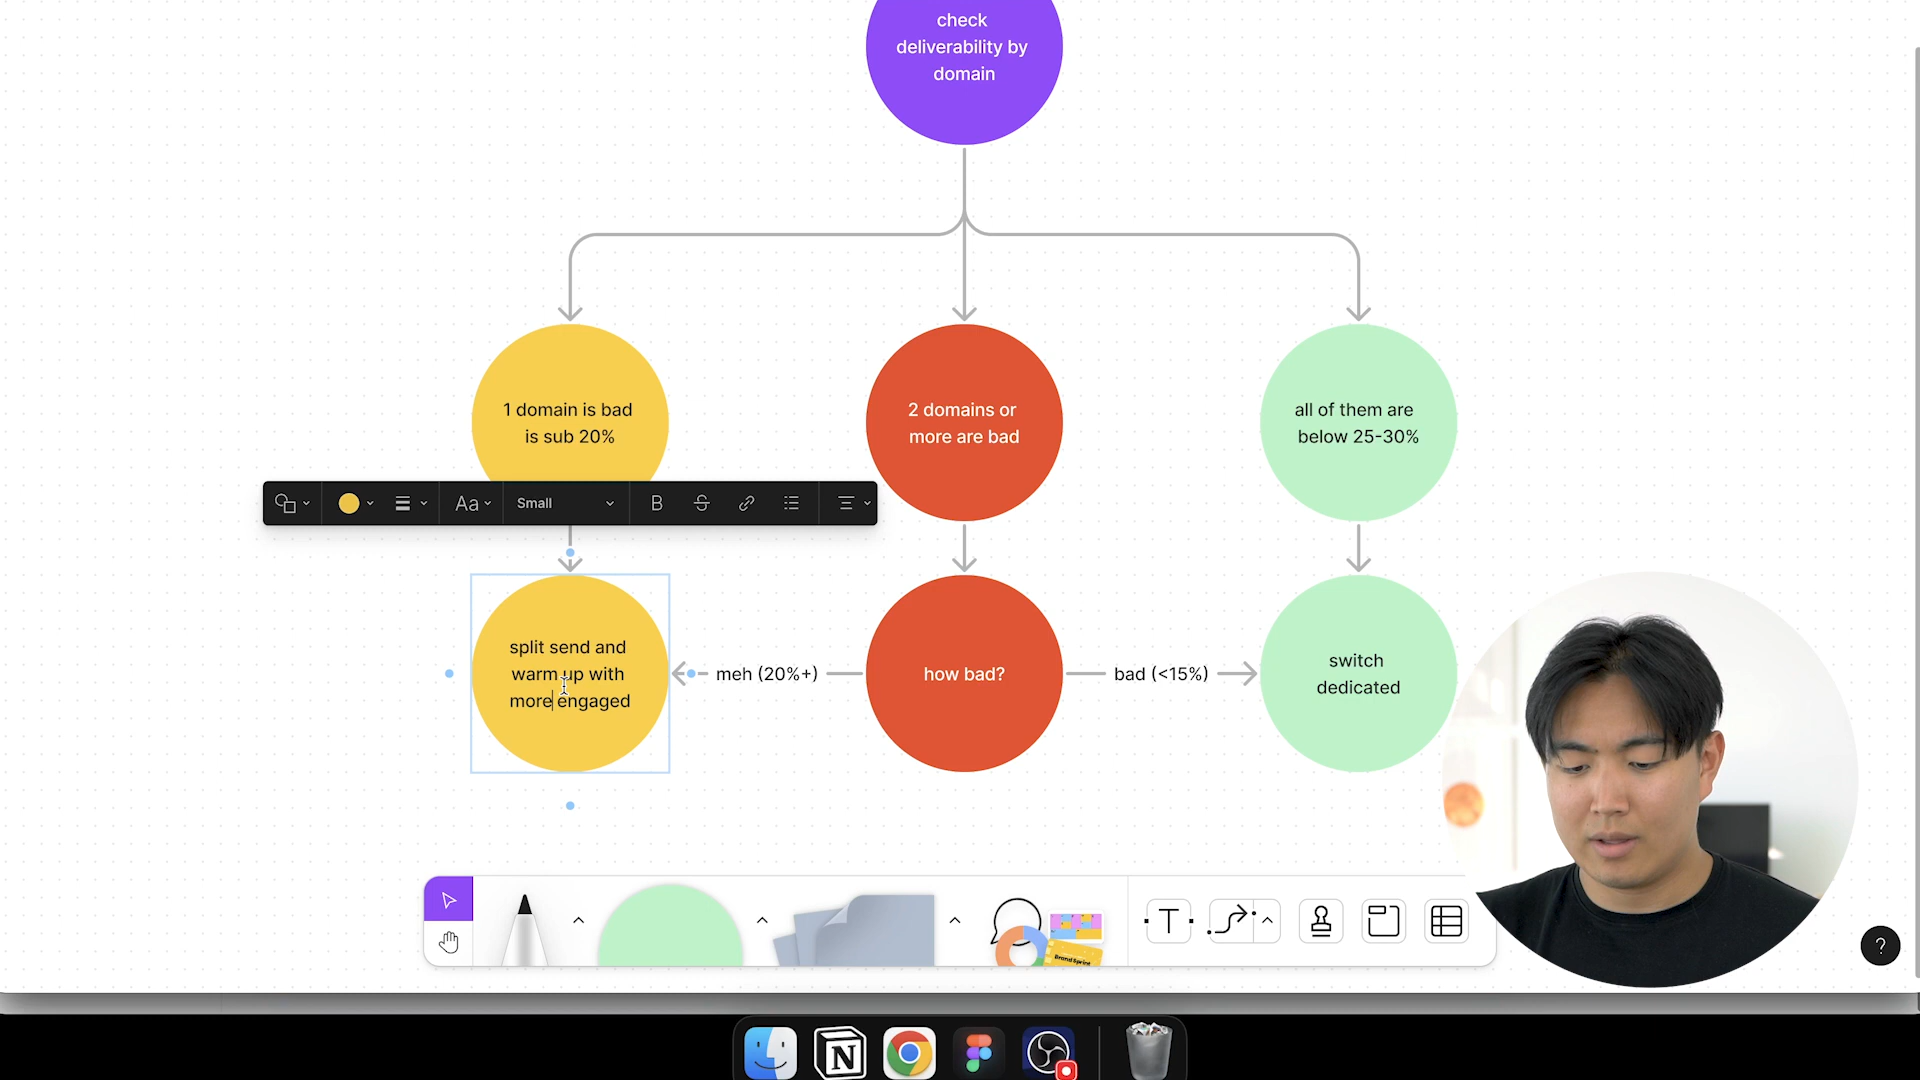 check
deliverability by
domain
1 domain is bad
is sub 20%
2 domains or
more are bad
all of them are
below 25-30%
Aa
Small
B
S
split send and
warm up with
more engaged
meh (20%+)
how bad?
bad (<15%)
switch
dedicated
T
Brand Sprint
?
N